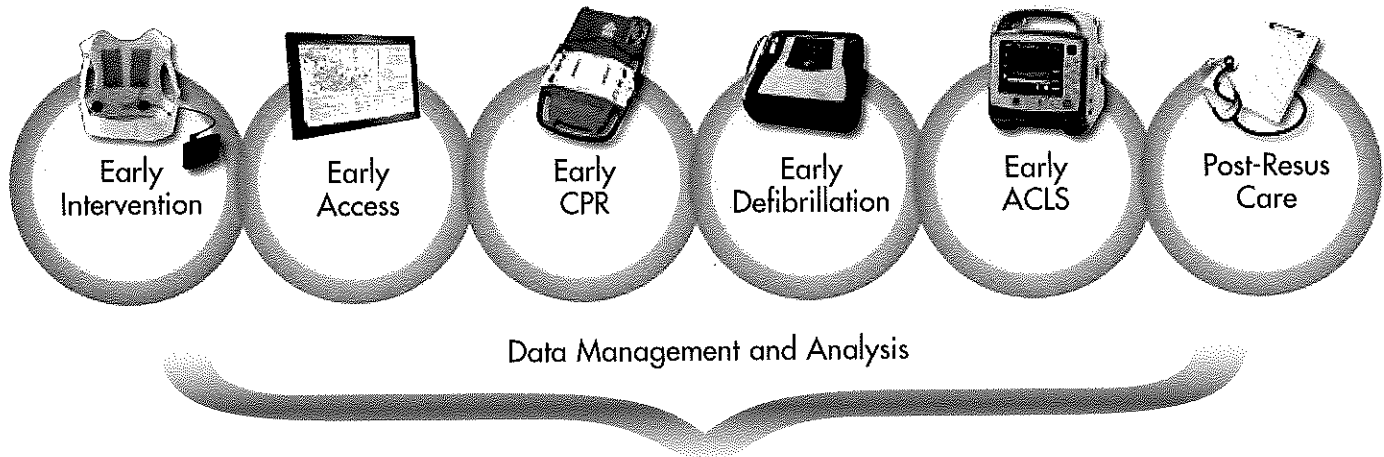 Early
Intervention
Early
Access
Early
CPR
Early
Defibrillation
Early
ACLS
Post-Resus
Care
Data Management and Analysis